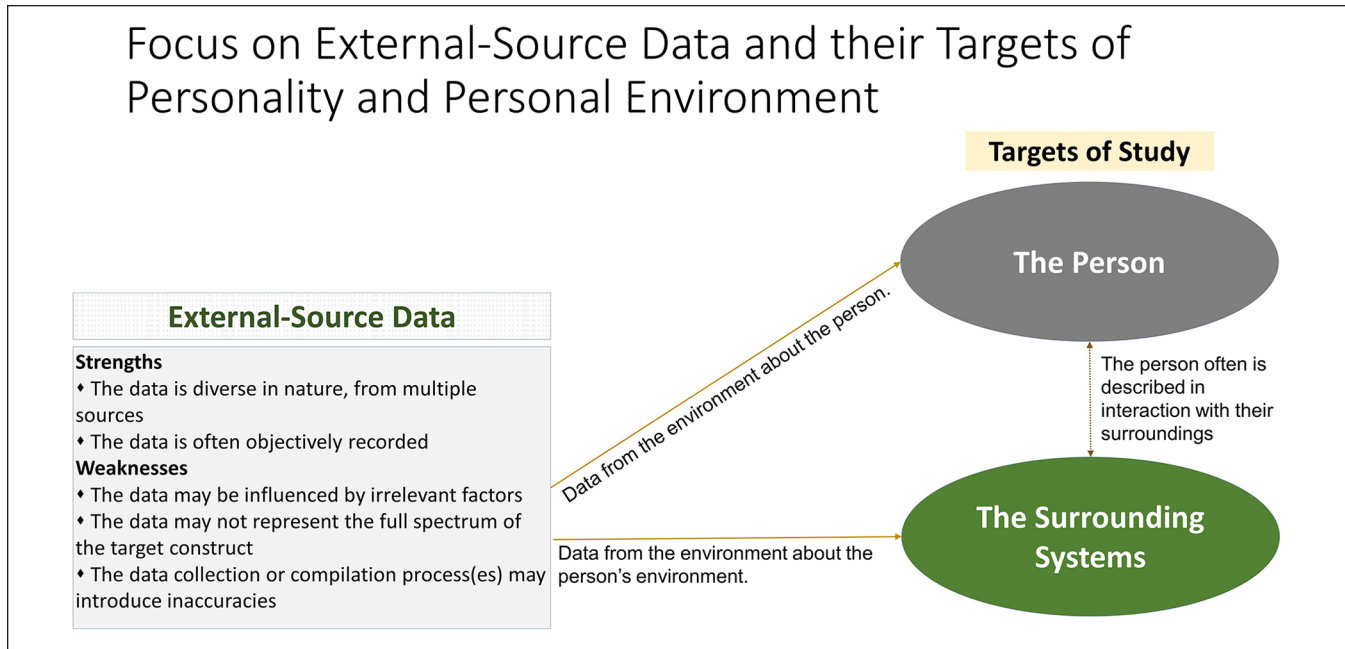 Focus on External-Source Data and their Targets of
Personality and Personal Environment
Targets of Study
The Person
External-Source Data
Strengths
♦ The data is diverse in nature, from multiple
sources
♦ The data is often objectively recorded
Weaknesses
♦ The data may be influenced by irrelevant factors
♦ The data may not represent the full spectrum of
the target construct
♦ The data collection or compilation process(es) may
introduce inaccuracies
Data from the environment about the person.
The person often is
described in
interaction with their
surroundings
Data from the environment about the
person’s environment.
The Surrounding
Systems